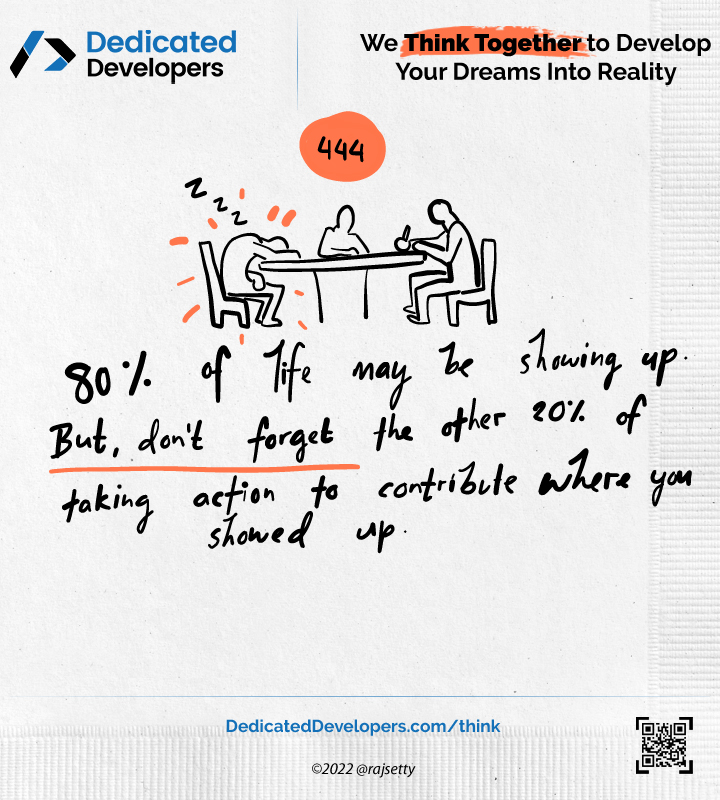 Dedicated
Developers
We Think Together to Develop
Your Dreams Into Reality
444
z
z
z
80% of life may be showing up.
But, don't forget the other 20% of
taking action to contribute where you
showed up.
DedicatedDevelopers.com/think
©2022 @rajsetty